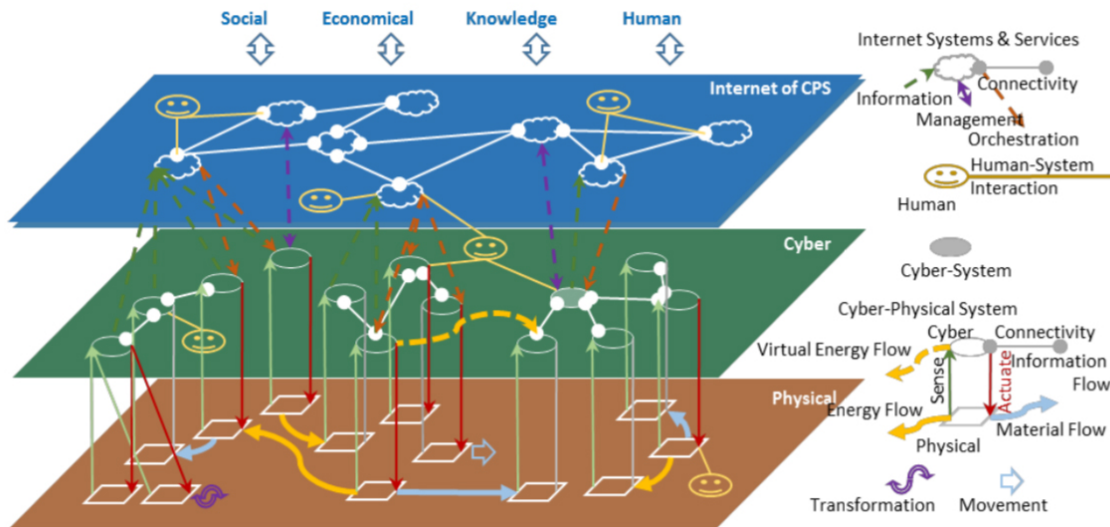 Social
Economical
Knowledge
Human
Internet of CPS
Cyber
Physical
Internet Systems & Services
Connectivity
Information
Management
Orchestration
Human-System
Interaction
Human
Cyber-System
Cyber-Physical System
Cyber
Connectivity
Virtual Energy Flow
Information
Flow
Sense
Actuate
Energy Flow
Material Flow
Physical
Transformation
Movement